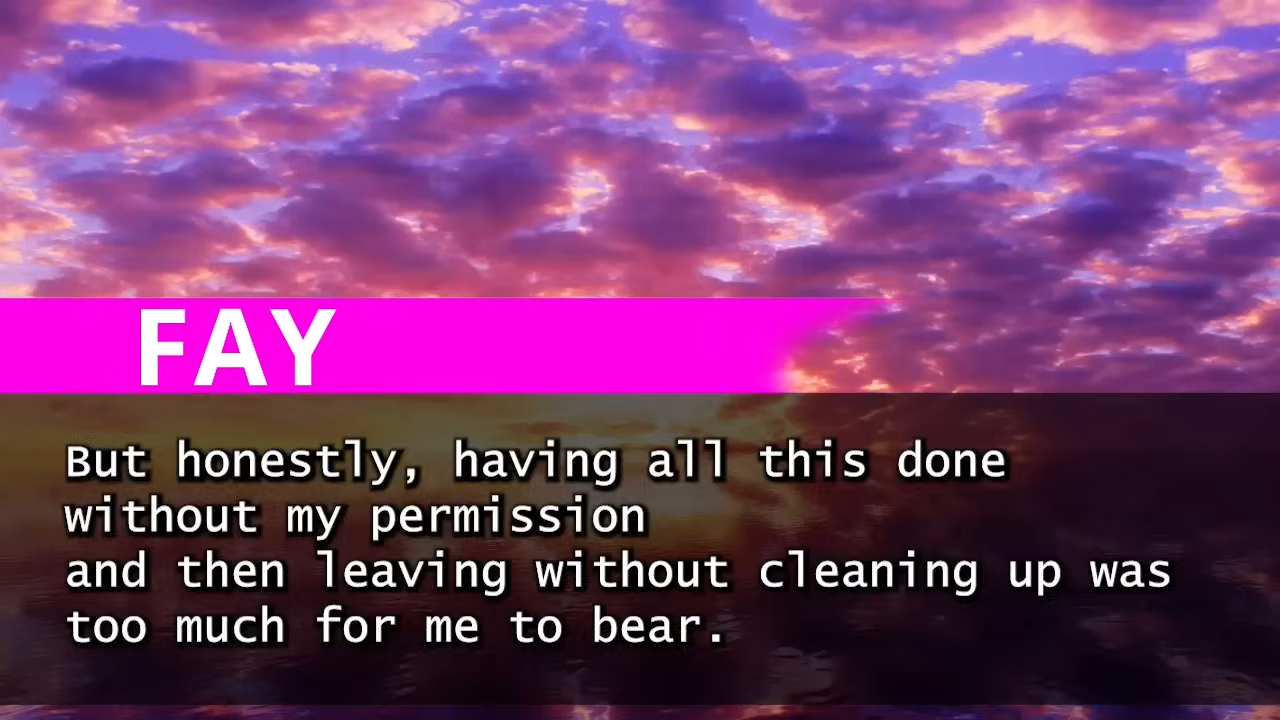 FAY
But honestly, having all this done
without my permission
and then leaving without cleaning up was
too much for me to bear.